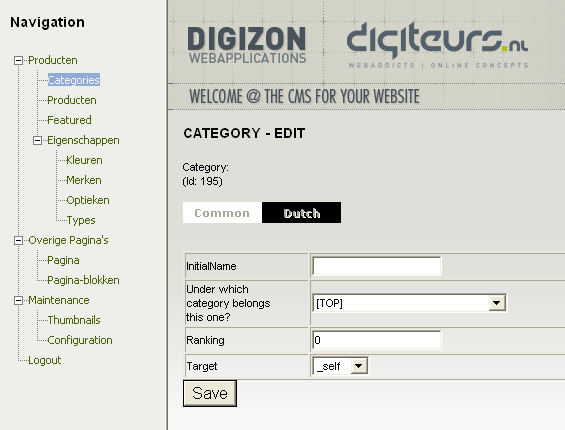 Navigation
Producten
Categories
Producten
Featured
Eigenschappen
Kleuren
Merken
Optieken
Types
Overige Pagina's
Pagina
Pagina-blokken
Maintenance
Thumbnails
Configuration
Logout
DIGIZON
WEBAPPLICATIONS
digiteurs.nl
WEBADDICTS | ONLINE CONCEPTS
WELCOME @ THE CMS FOR YOUR WEBSITE
CATEGORY - EDIT
Category:
(Id: 195)
Common Dutch
InitialName
Under which
category belongs
this one?
[TOP]
Ranking 0
Target _self
Save